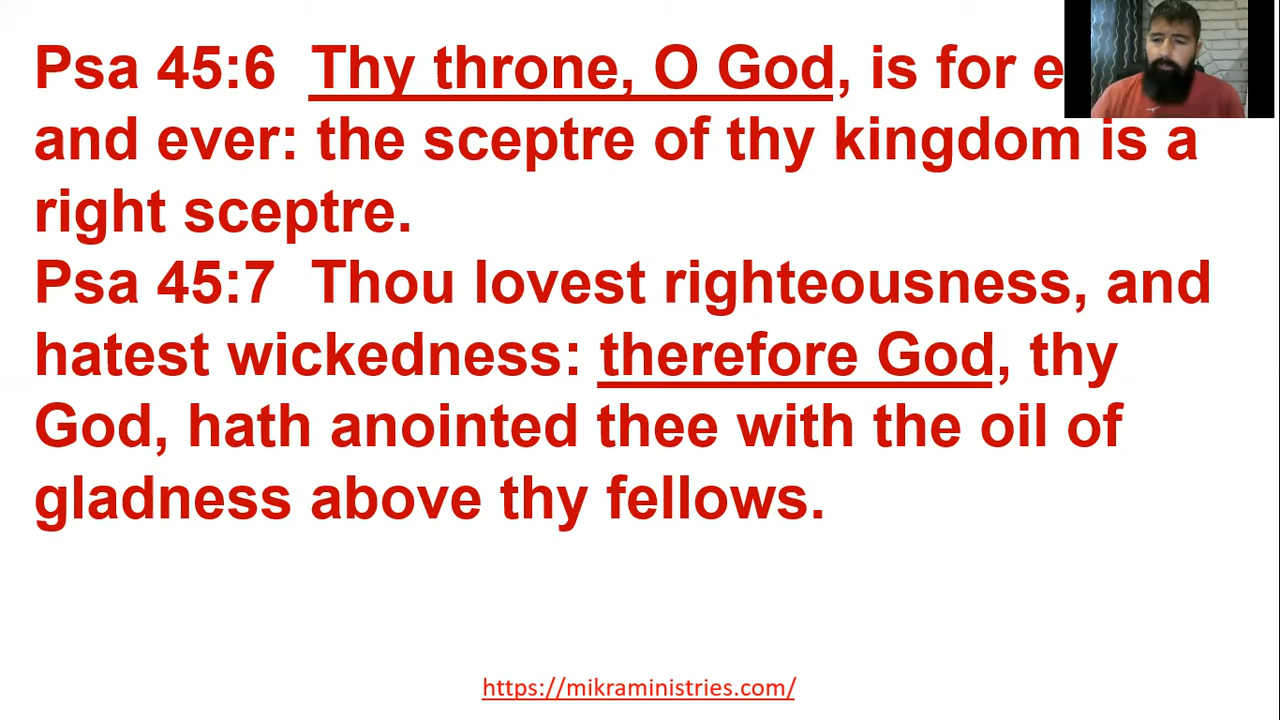 Psa 45:6 Thy throne, O God, is for e
and ever: the sceptre of thy kingdom is a
right sceptre.
Psa 45:7 Thou lovest righteousness, and
hatest wickedness: therefore God, thy
God, hath anointed thee with the oil of
gladness above thy fellows.
https://mikraministries.com/